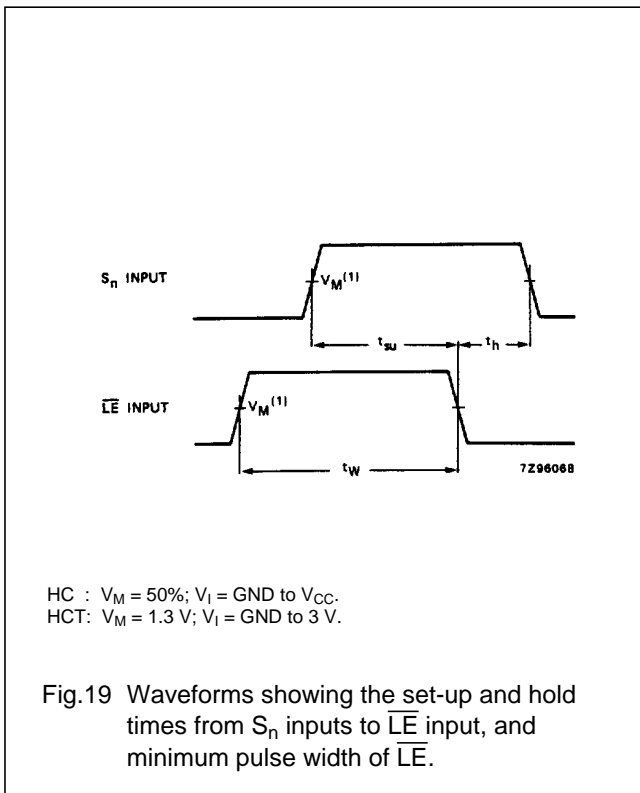 Sn INPUT
VM(1)
tsu
th
LE INPUT
VM(1)
tW
7Z96068
HC : VM = 50%; VI = GND to VCC.
HCT: VM = 1.3 V; VI = GND to 3 V.
Fig.19 Waveforms showing the set-up and hold
times from Sn inputs to LE input, and
minimum pulse width of LE.